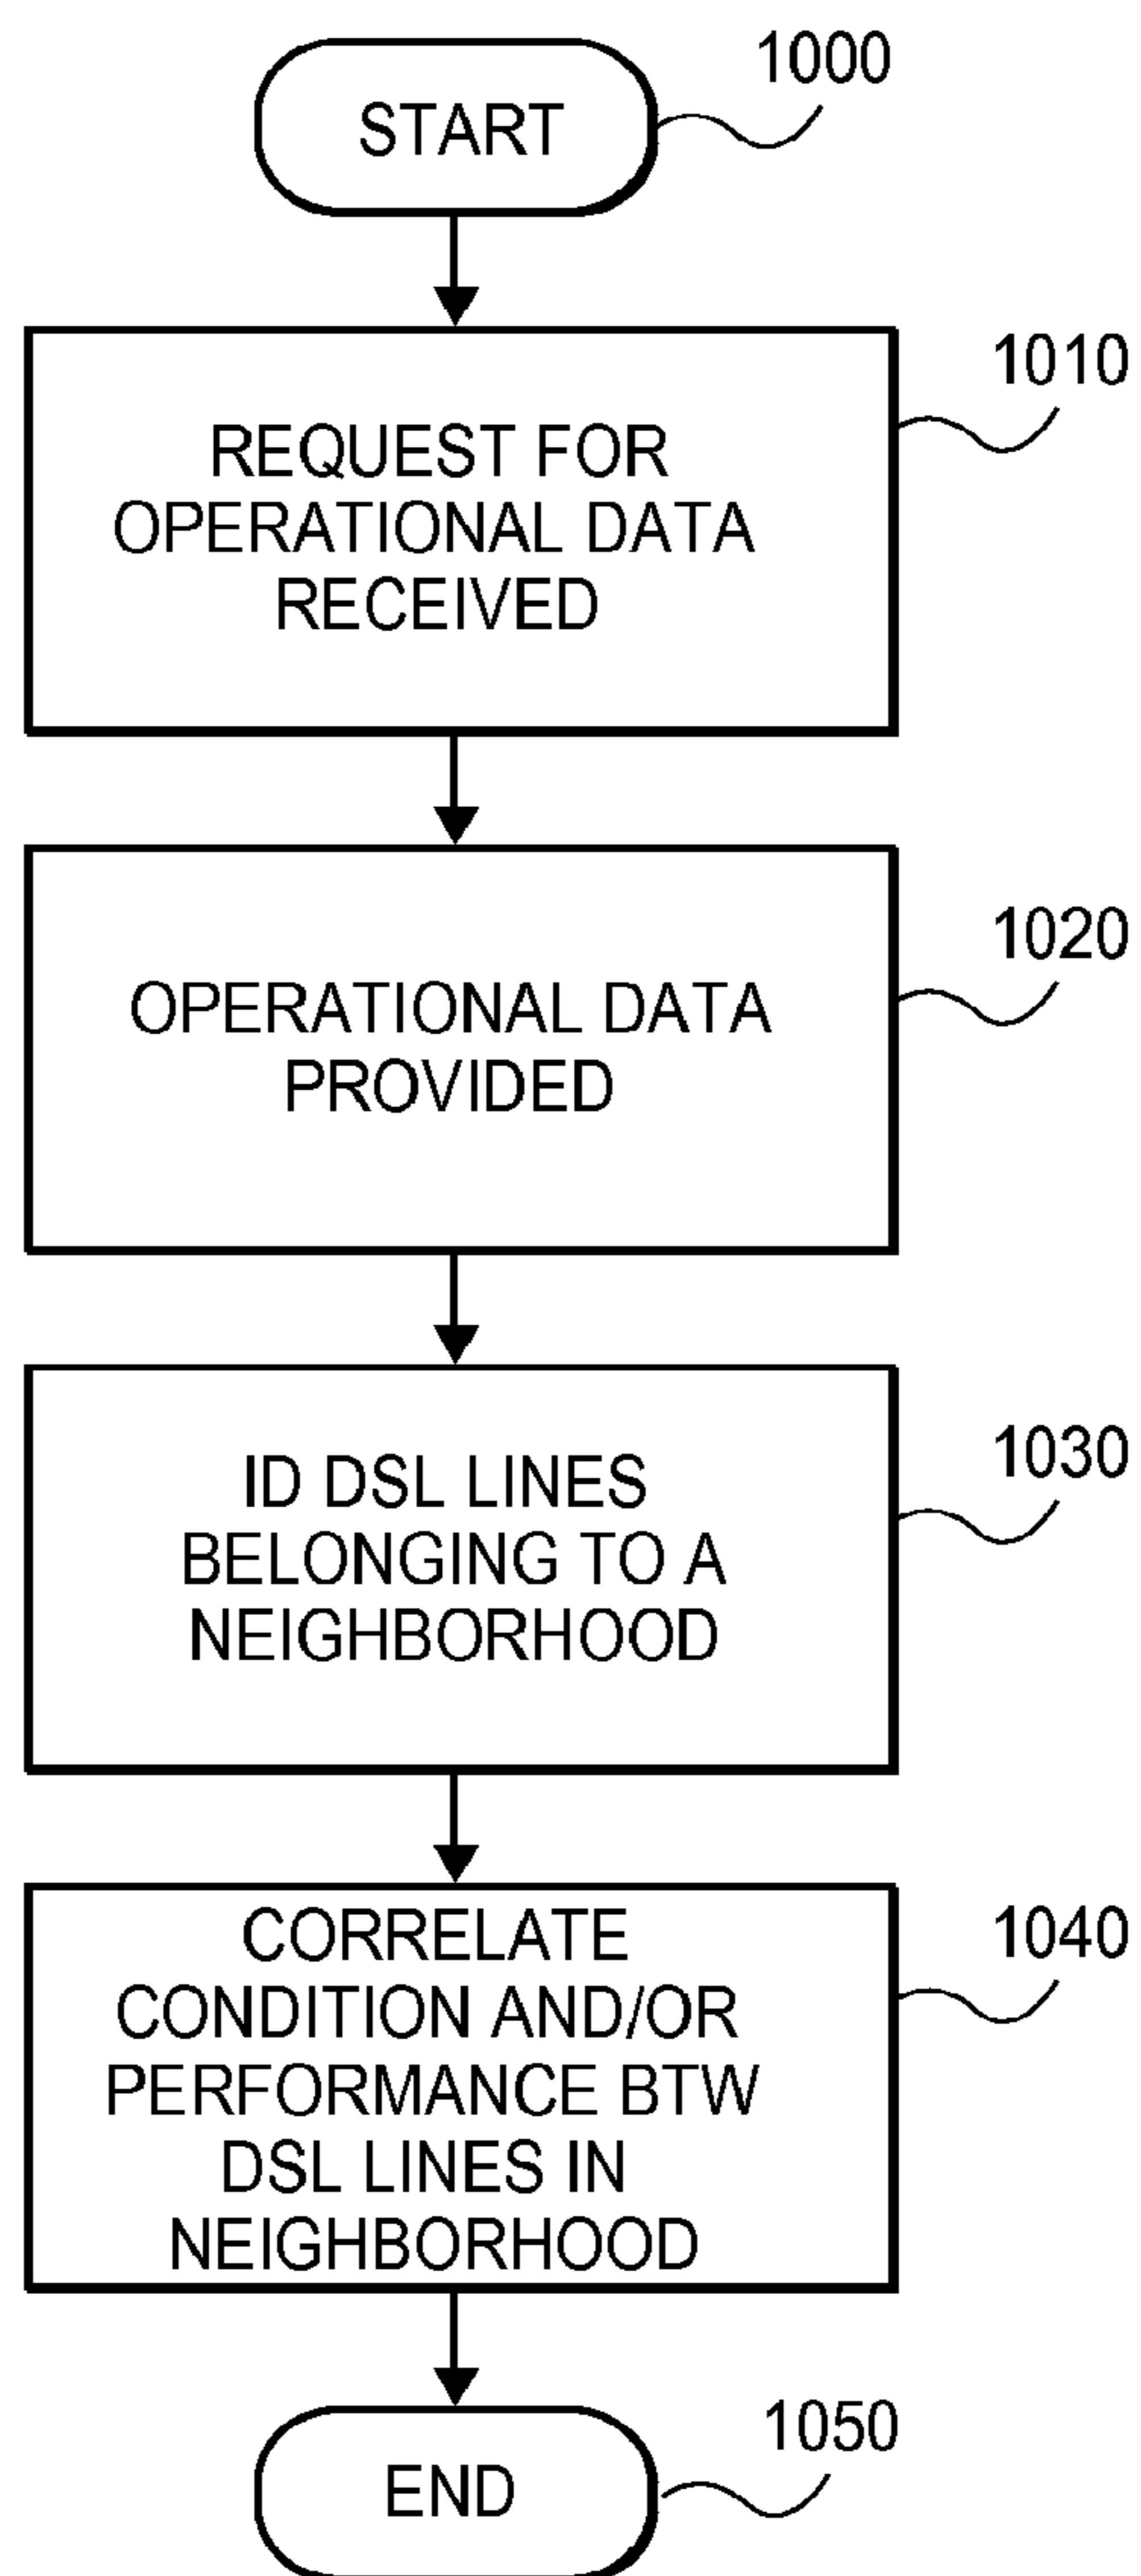 START
1000
REQUEST FOR
OPERATIONAL DATA
RECEIVED
1010
OPERATIONAL DATA
PROVIDED
1020
ID DSL LINES
BELONGING TO A
NEIGHBORHOOD
1030
CORRELATE
CONDITION AND/OR
PERFORMANCE BTW
DSL LINES IN
NEIGHBORHOOD
1040
END
1050